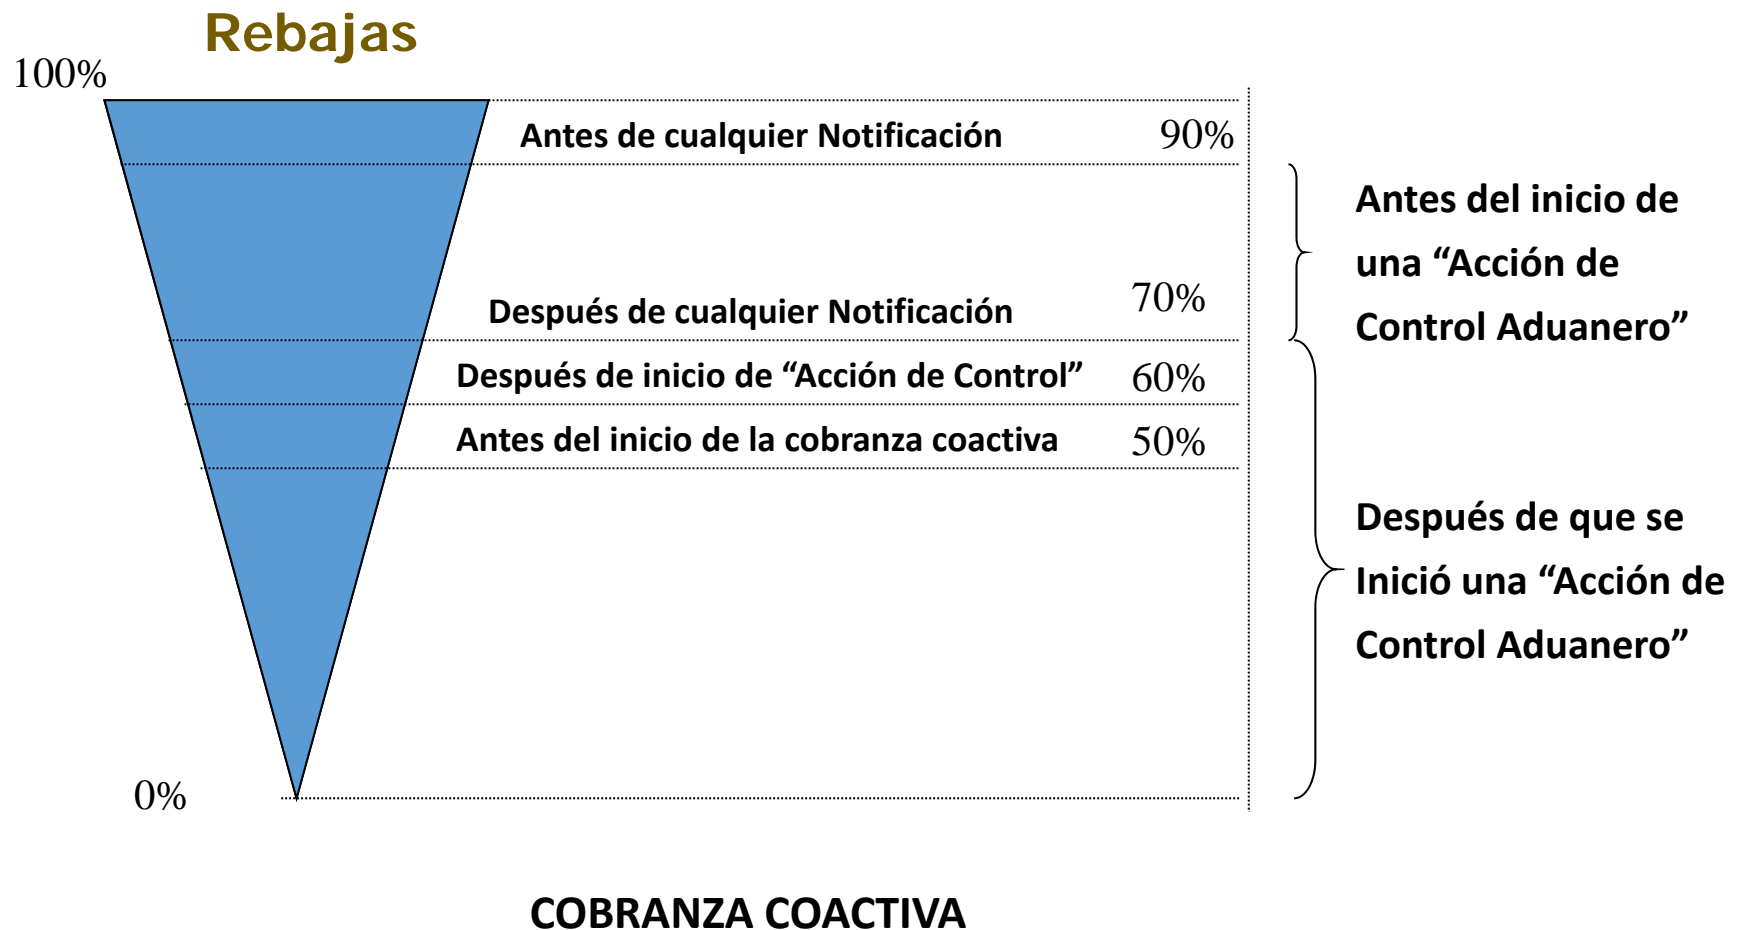 Rebajas
100%
Antes de cualquier Notificación 90%
Después de cualquier Notificación 70%
Después de inicio de “Acción de Control” 60%
Antes del inicio de la cobranza coactiva 50%
0%
Antes del inicio de
una “Acción de
Control Aduanero”
Después de que se
Inició una “Acción de
Control Aduanero”
COBRANZA COACTIVA